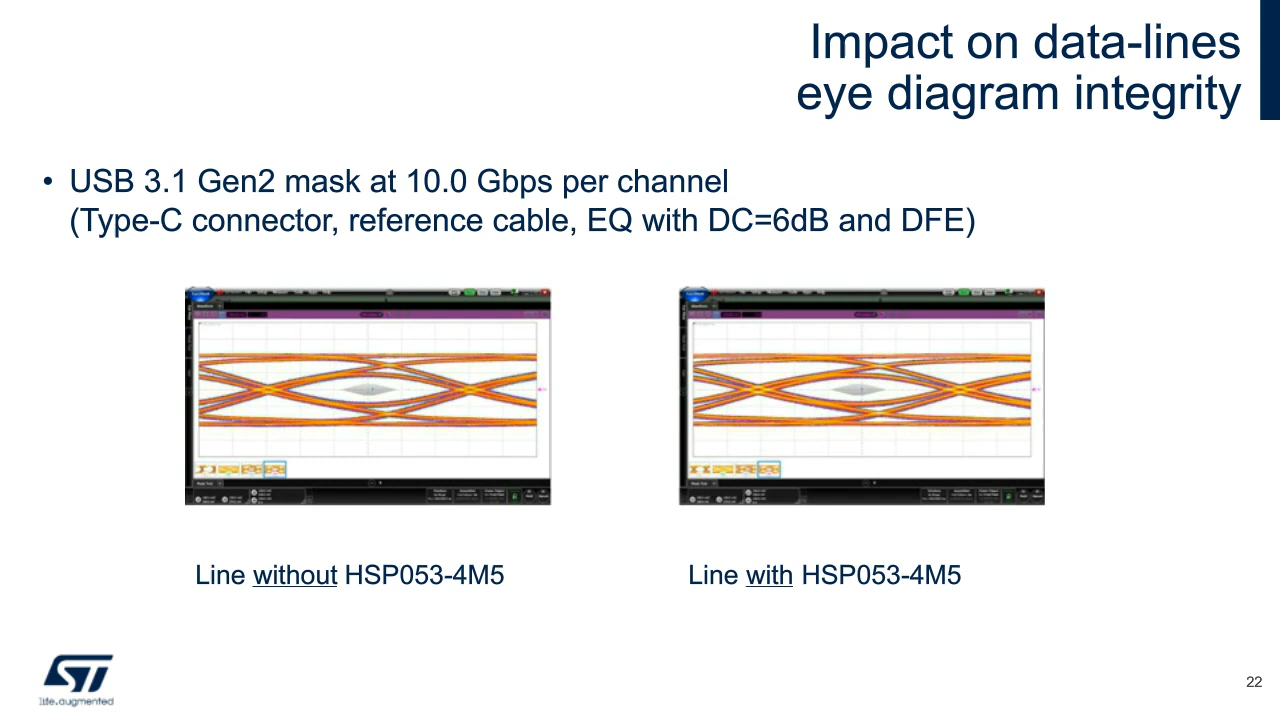 Impact on data-lines
eye diagram integrity
• USB 3.1 Gen2 mask at 10.0 Gbps per channel
(Type-C connector, reference cable, EQ with DC=6dB and DFE)
Line without HSP053-4M5
Line with HSP053-4M5
ST
life.augmented
22